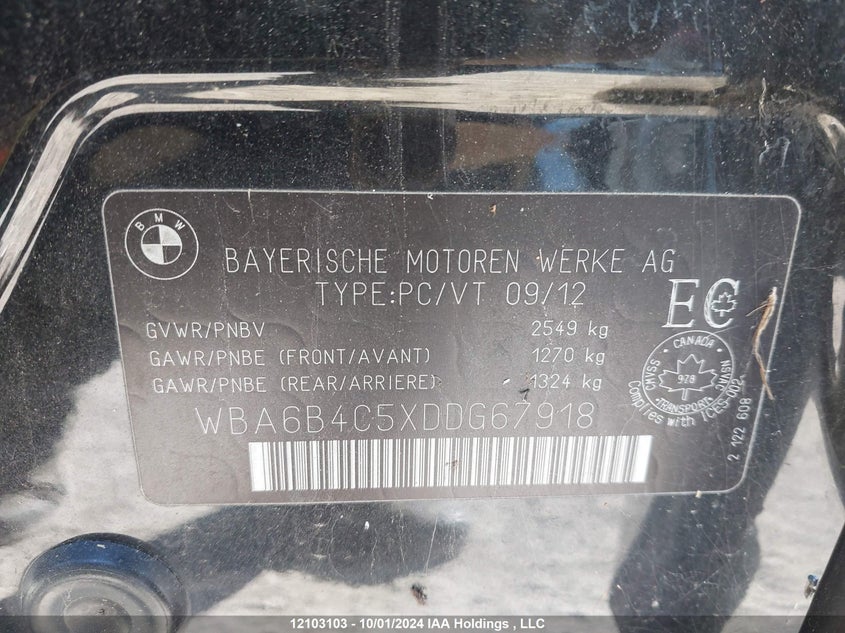 BMW
BAYERISCHE MOTOREN WERKE AG
TYPE:PC/VT 09/12
GVWR/PNBV 2549 kg
GAWR/PNBE (FRONT/AVANT) 1270 kg
GAWR/PNBE (REAR/ARRIERE) 1324 kg
WBA6B4C5XDDG67918
EC
CANADA
CMVSS
NSVAC
978
TRANSPORT
Complies with ICES-002
2 122 608
12103103 - 10/01/2024 IAA Holdings , LLC